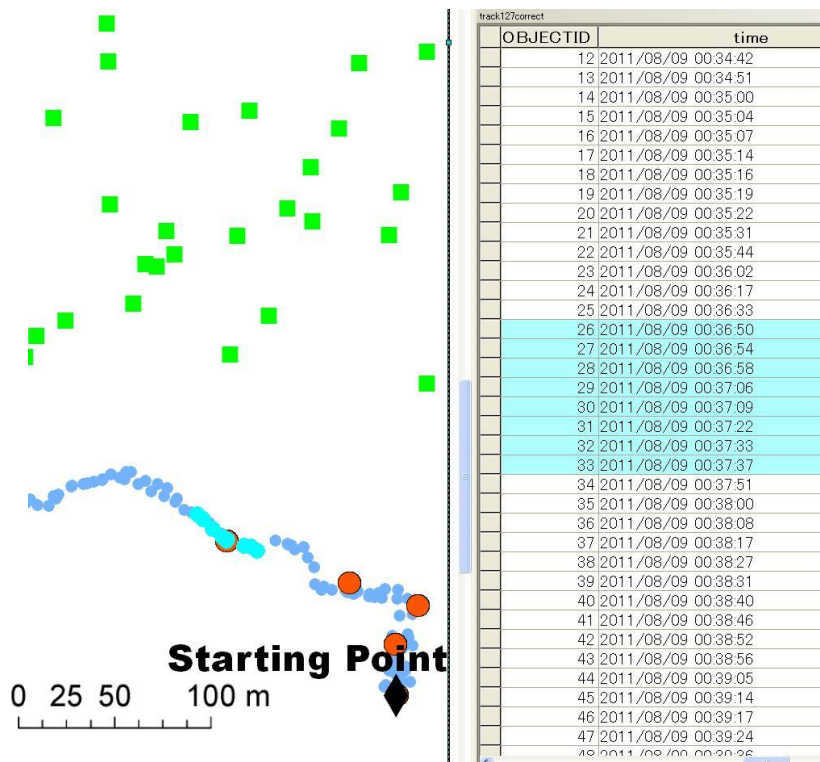 track127correct
OBJECTID time
12 2011/08/09 00:34:42
13 2011/08/09 00:34:51
14 2011/08/09 00:35:00
15 2011/08/09 00:35:04
16 2011/08/09 00:35:07
17 2011/08/09 00:35:14
18 2011/08/09 00:35:16
19 2011/08/09 00:35:19
20 2011/08/09 00:35:22
21 2011/08/09 00:35:31
22 2011/08/09 00:35:44
23 2011/08/09 00:36:02
24 2011/08/09 00:36:17
25 2011/08/09 00:36:33
26 2011/08/09 00:36:50
27 2011/08/09 00:36:54
28 2011/08/09 00:36:58
29 2011/08/09 00:37:06
30 2011/08/09 00:37:09
31 2011/08/09 00:37:22
32 2011/08/09 00:37:33
33 2011/08/09 00:37:37
34 2011/08/09 00:37:51
35 2011/08/09 00:38:00
36 2011/08/09 00:38:08
37 2011/08/09 00:38:17
38 2011/08/09 00:38:27
39 2011/08/09 00:38:31
40 2011/08/09 00:38:40
41 2011/08/09 00:38:46
42 2011/08/09 00:38:52
43 2011/08/09 00:38:56
44 2011/08/09 00:39:05
45 2011/08/09 00:39:14
46 2011/08/09 00:39:17
47 2011/08/09 00:39:24
48 2011/08/09 00:39:36
Starting Point
0 25 50 100 m